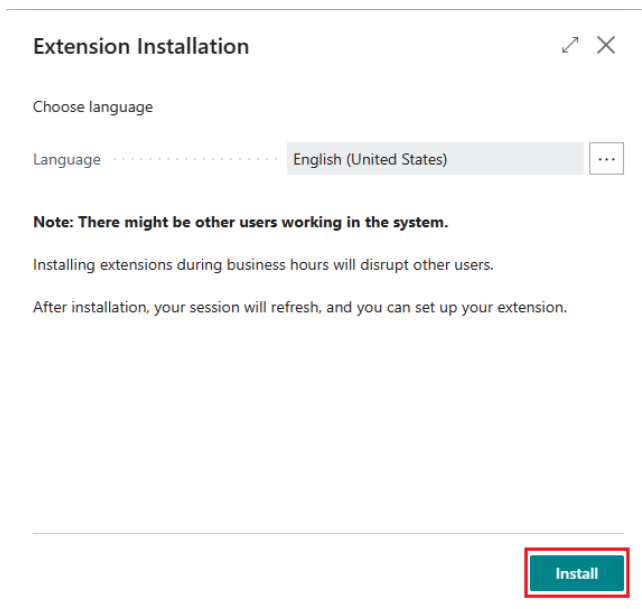 Extension Installation
Choose language
Language English (United States) ...
Note: There might be other users working in the system.
Installing extensions during business hours will disrupt other users.
After installation, your session will refresh, and you can set up your extension.
Install